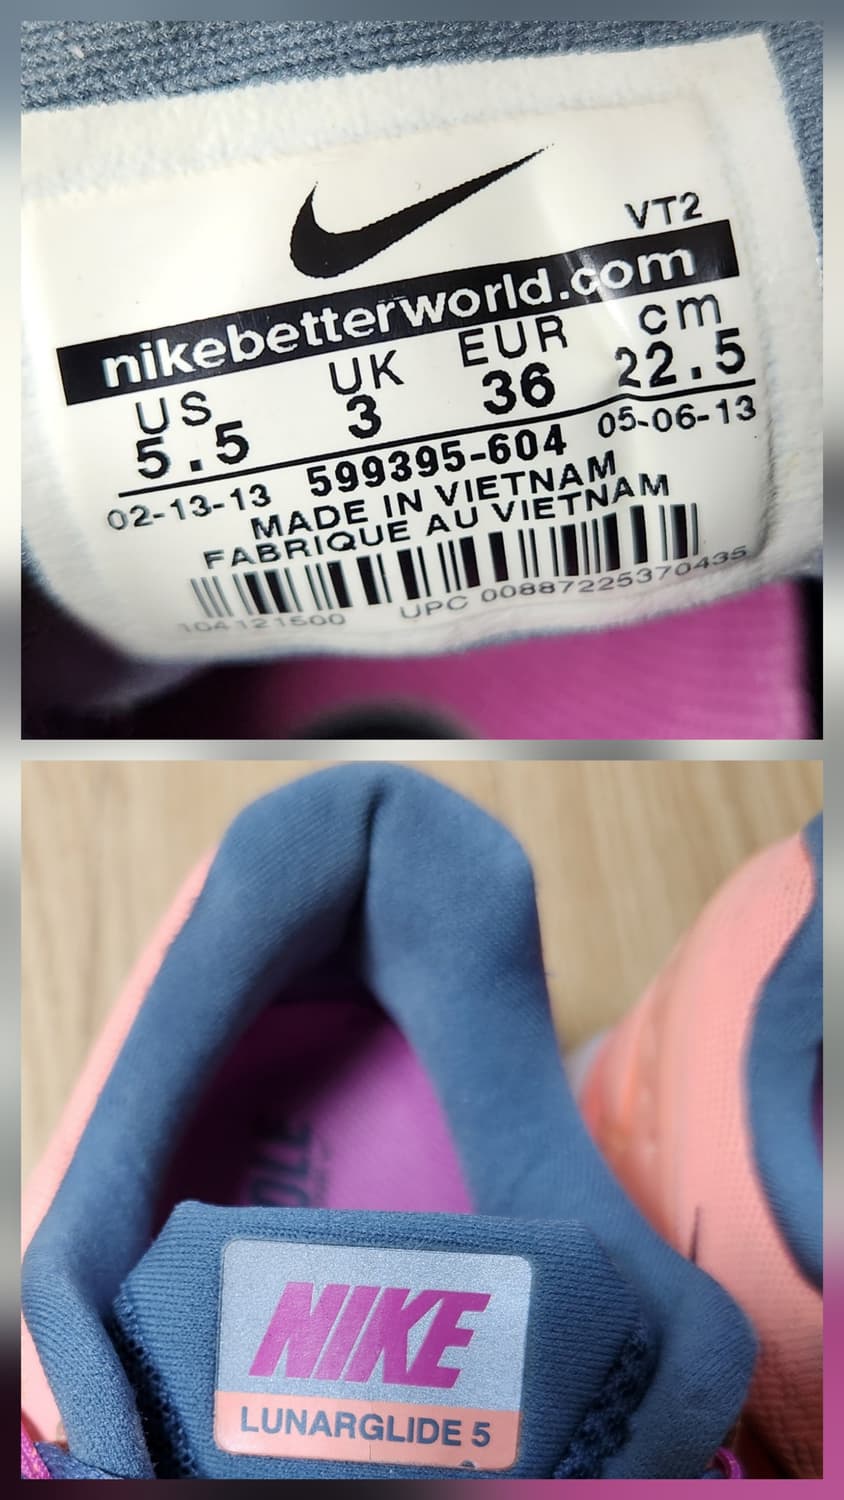 VT2
nikebetterworld.com
US UK EUR cm
5.5 3 36 22.5
02-13-13 599395-604 05-06-13
MADE IN VIETNAM
FABRIQUE AU VIETNAM
104121500 UPC 00887225370435
NIKE
LUNARGLIDE 5